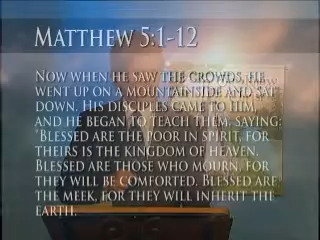 Matthew 5:1-12
Now when he saw the crowds, he
went up on a mountainside and sat
down. His disciples came to him,
and he began to teach them, saying:
"Blessed are the poor in spirit, for
theirs is the kingdom of heaven.
Blessed are those who mourn, for
they will be comforted. Blessed are
the meek, for they will inherit the
earth.